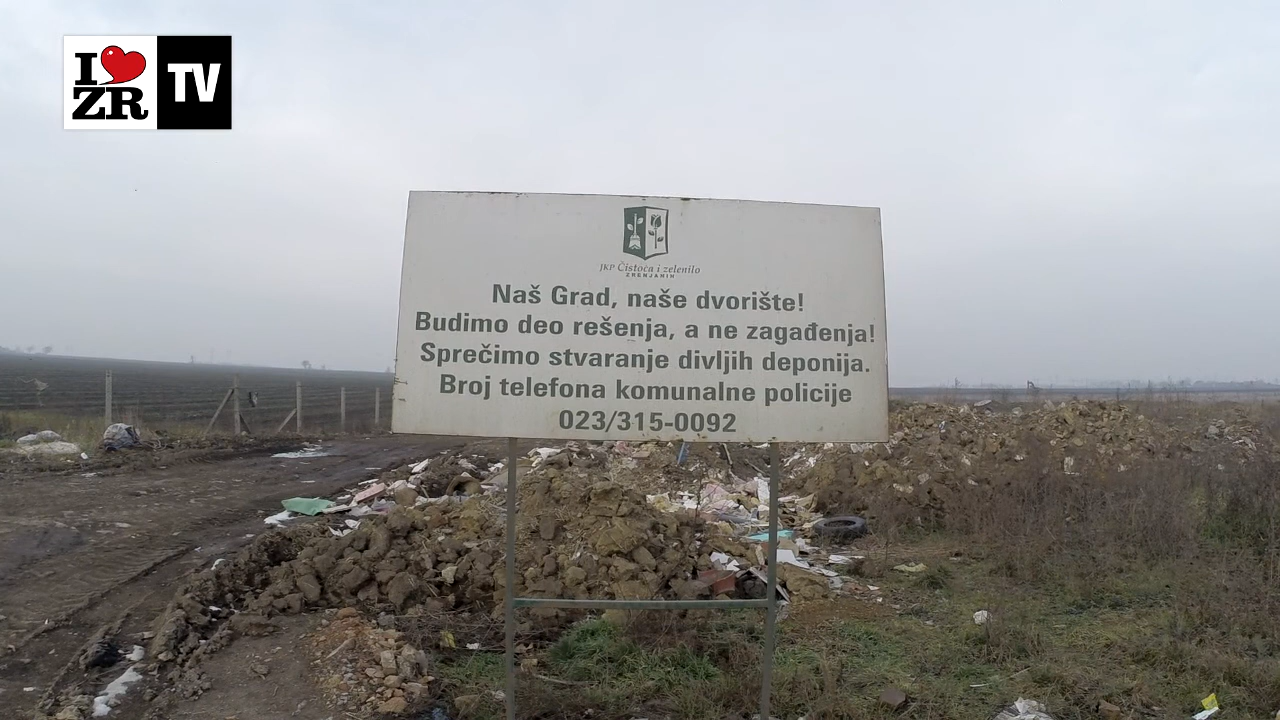 I ❤ ZR TV
JKP Čistoća i zelenilo
ZRENJANIN
Naš Grad, naše dvorište!
Budimo deo rešenja, a ne zagađenja!
Sprečimo stvaranje divljih deponija.
Broj telefona komunalne policije
023/315-0092